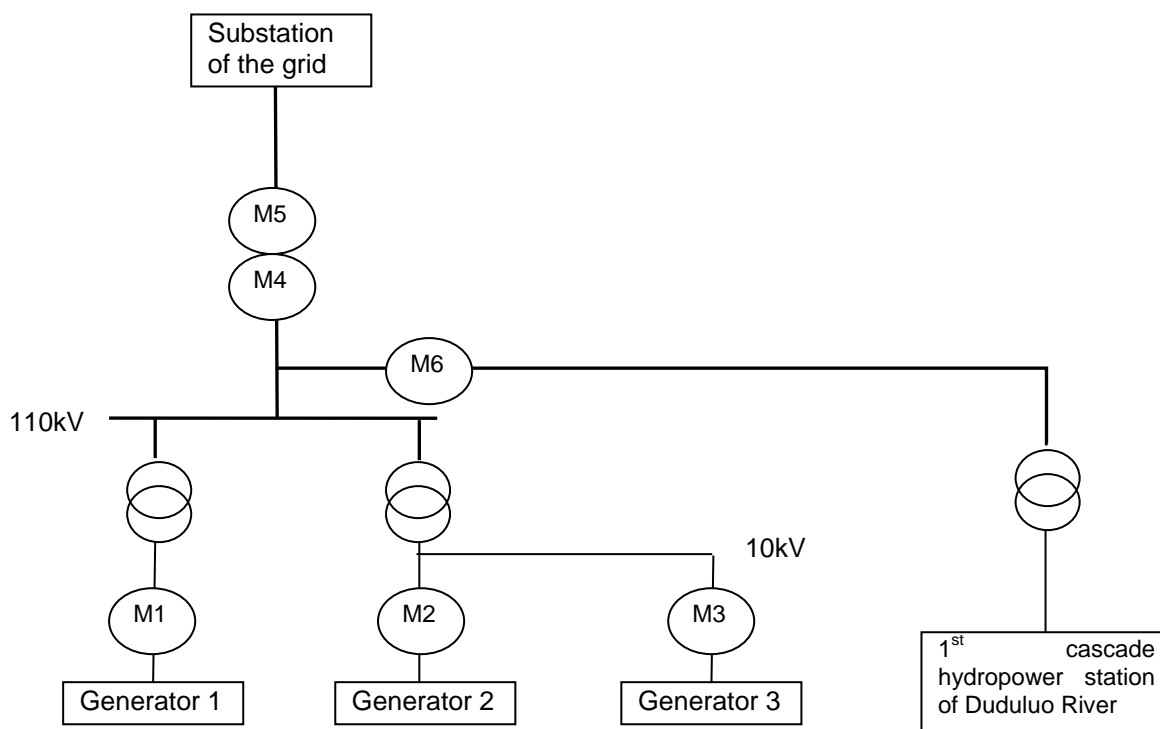 Substation
of the grid
M5
M4
M6
110kV
10kV
M1
M2
M3
Generator 1
Generator 2
Generator 3
1st cascade
hydropower station
of Duduluo River